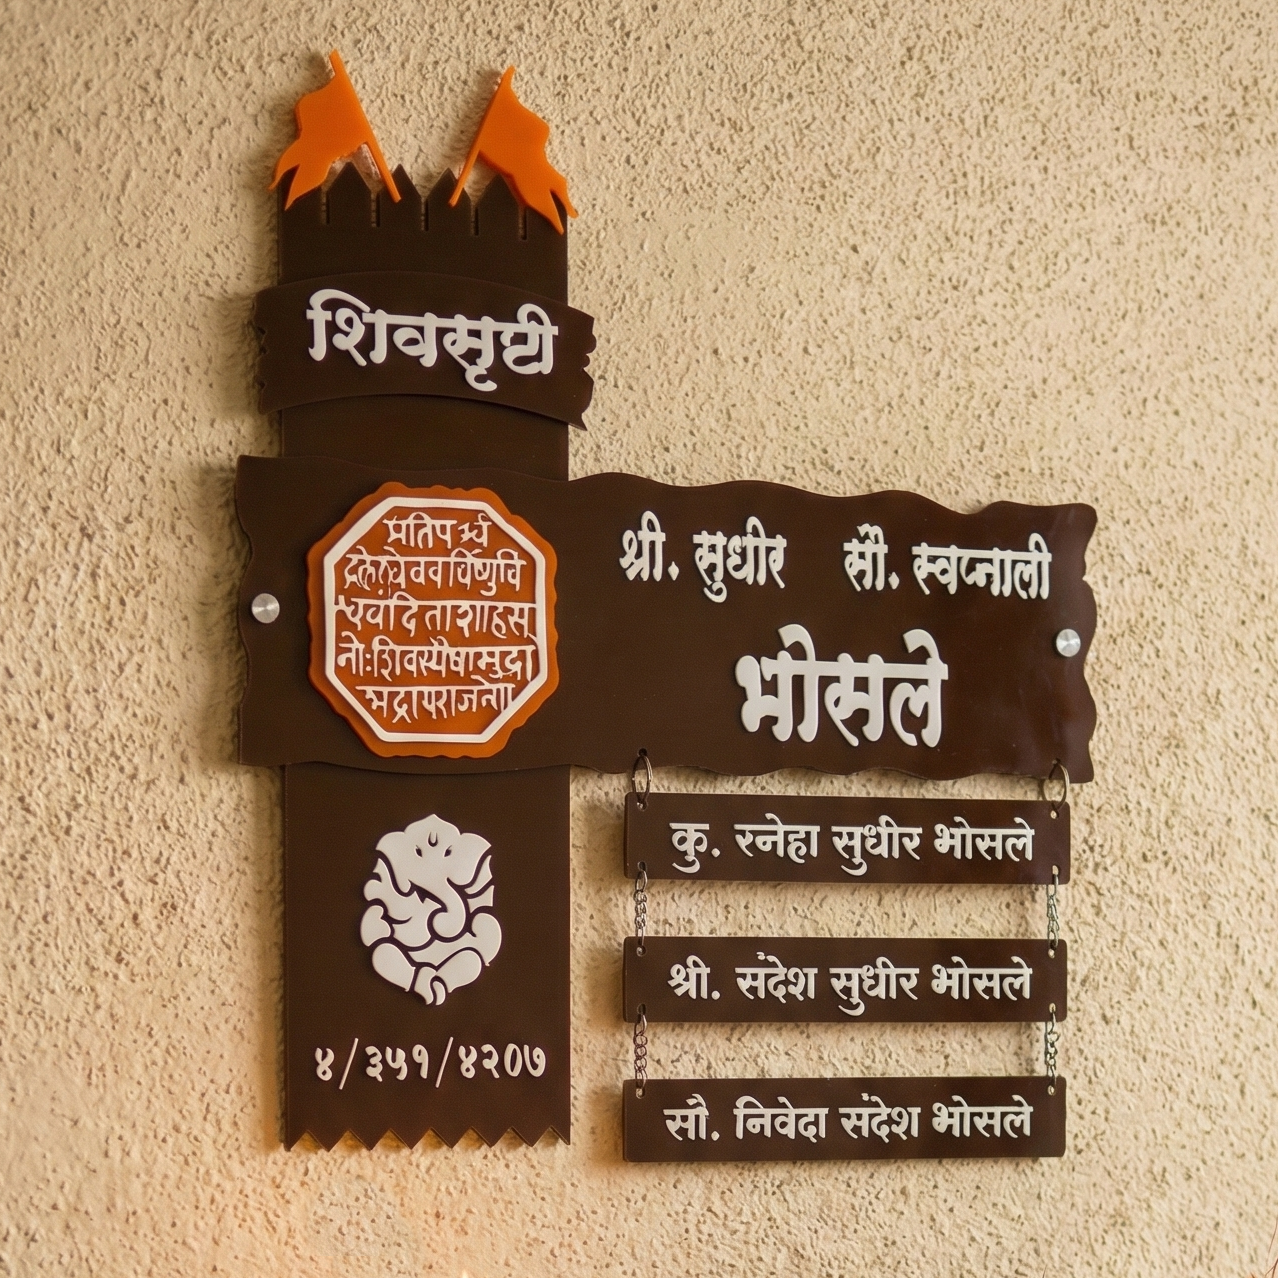 शिवसृष्टी
प्रतिपच्चं
द्रलेखेव वर्धिष्णुर्वि
श्ववंदिता शाहसू
नोः शिवस्यैषा मुद्रा
भद्राय राजते
श्री. सुधीर सौ. स्वप्नाली
भोसले
कु. स्नेहा सुधीर भोसले
श्री. संदेश सुधीर भोसले
सौ. निवेदा संदेश भोसले
४/३५१/४२०७